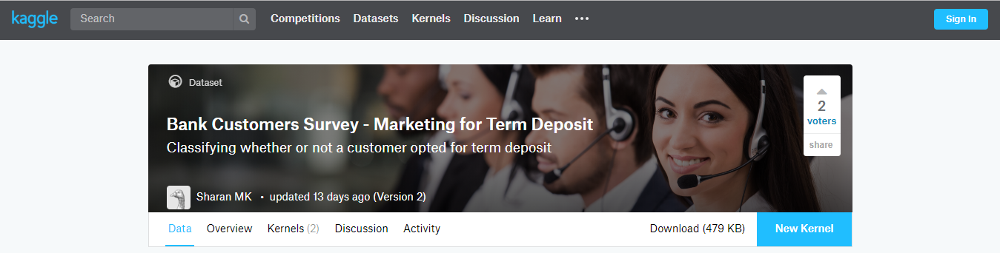 kaggle Search Competitions Datasets Kernels Discussion Learn ••• Sign In
Dataset
2
voters
share
Bank Customers Survey - Marketing for Term Deposit
Classifying whether or not a customer opted for term deposit
Sharan MK • updated 13 days ago (Version 2)
Data Overview Kernels (2) Discussion Activity Download (479 KB) New Kernel